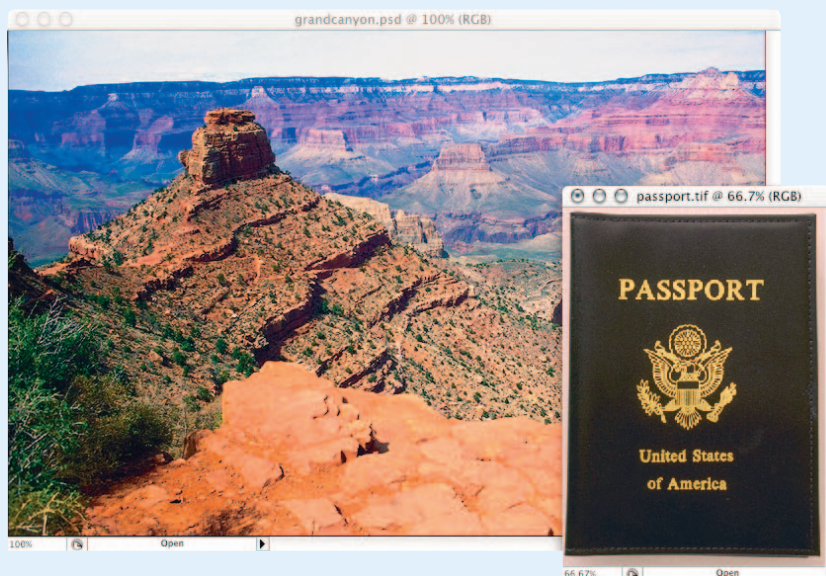 grandcanyon.psd @ 100% (RGB)
passport.tif @ 66.7% (RGB)
PASSPORT
United States
of America
100%
Open
66.67%
Open